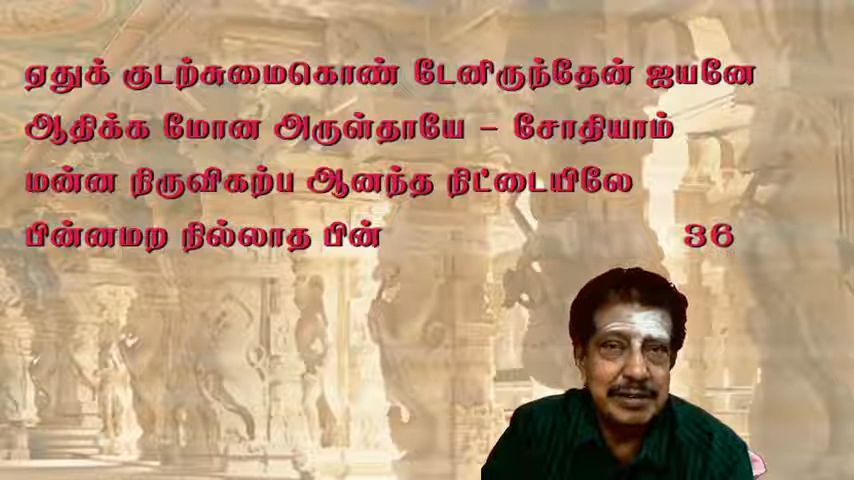 ஏதுக் குடற்சுமைகொண் டேனிருந்தேன் ஐயனே
ஆதிக்க மோன அருள்தாயே – சோதியாம்
மன்ன நிருவிகற்ப ஆனந்த நிட்டையிலே
பின்னமற நில்லாத பின் 36